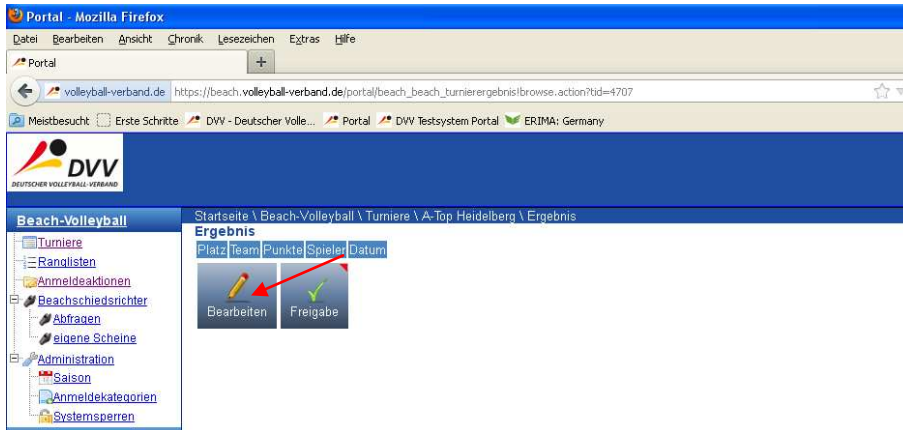 Portal - Mozilla Firefox
Datei Bearbeiten Ansicht Chronik Lesezeichen Extras Hilfe
Portal +
volleyball-verband.de https://beach.volleyball-verband.de/portal/beach_beach_turnierergebnis!browse.action?tid=4707
Meistbesucht Erste Schritte DVV - Deutscher Volle... Portal DVV Testsystem Portal ERIMA: Germany
DVV
DEUTSCHER VOLLEYBALL-VERBAND
Beach-Volleyball
Turniere
Ranglisten
Anmeldeaktionen
Beachschiedsrichter
Abfragen
eigene Scheine
Administration
Saison
Anmeldekategorien
Systemsperren
Startseite \ Beach-Volleyball \ Turniere \ A-Top Heidelberg \ Ergebnis
Ergebnis
Platz Team Punkte Spieler Datum
Bearbeiten Freigabe